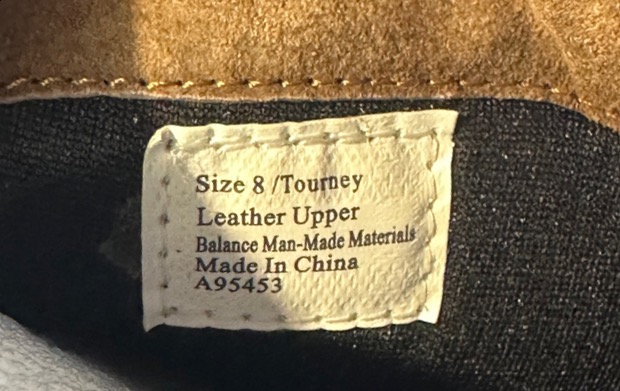 Size 8 /Tourney
Leather Upper
Balance Man-Made Materials
Made In China
A95453